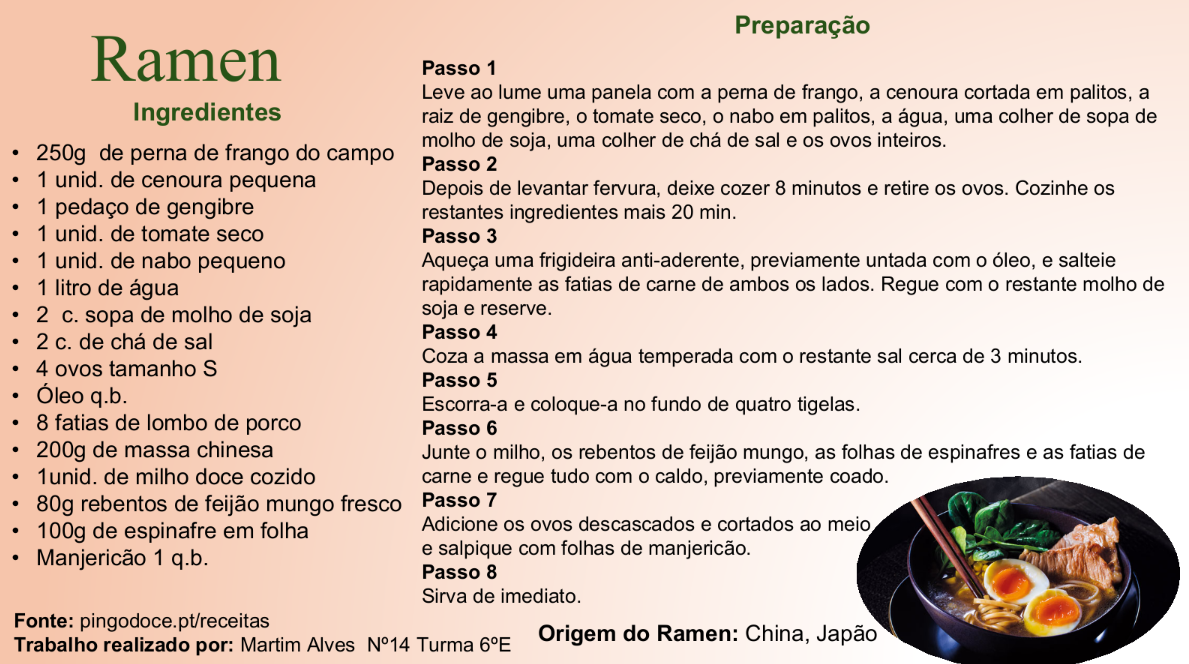 Ramen
Ingredientes
• 250g  de perna de frango do campo
• 1 unid. de cenoura pequena
• 1 pedaço de gengibre
• 1 unid. de tomate seco
• 1 unid. de nabo pequeno
• 1 litro de água
• 2  c. sopa de molho de soja
• 2 c. de chá de sal
• 4 ovos tamanho S
• Óleo q.b.
• 8 fatias de lombo de porco
• 200g de massa chinesa
• 1unid. de milho doce cozido
• 80g rebentos de feijão mungo fresco
• 100g de espinafre em folha
• Manjericão 1 q.b.
Fonte: pingodoce.pt/receitas
Trabalho realizado por: Martim Alves  Nº14 Turma 6ºE
Preparação
Passo 1
Leve ao lume uma panela com a perna de frango, a cenoura cortada em palitos, a
raiz de gengibre, o tomate seco, o nabo em palitos, a água, uma colher de sopa de
molho de soja, uma colher de chá de sal e os ovos inteiros.
Passo 2
Depois de levantar fervura, deixe cozer 8 minutos e retire os ovos. Cozinhe os
restantes ingredientes mais 20 min.
Passo 3
Aqueça uma frigideira anti-aderente, previamente untada com o óleo, e salteie
rapidamente as fatias de carne de ambos os lados. Regue com o restante molho de
soja e reserve.
Passo 4
Coza a massa em água temperada com o restante sal cerca de 3 minutos.
Passo 5
Escorra-a e coloque-a no fundo de quatro tigelas.
Passo 6
Junte o milho, os rebentos de feijão mungo, as folhas de espinafres e as fatias de
carne e regue tudo com o caldo, previamente coado.
Passo 7
Adicione os ovos descascados e cortados ao meio
e salpique com folhas de manjericão.
Passo 8
Sirva de imediato.
Origem do Ramen: China, Japão